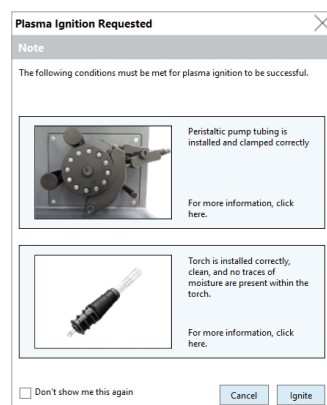 Plasma Ignition Requested
Note
The following conditions must be met for plasma ignition to be successful.
Peristaltic pump tubing is
installed and clamped correctly
For more information, click
here.
Torch is installed correctly,
clean, and no traces of
moisture are present within the
torch.
For more information, click
here.
Don't show me this again
Cancel
Ignite